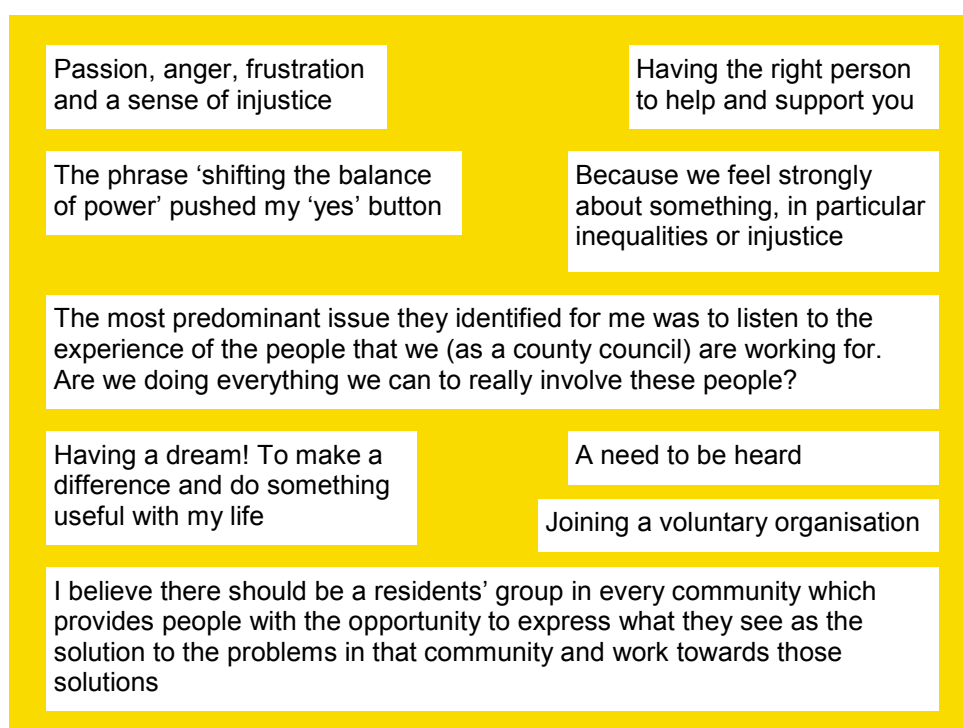 Passion, anger, frustration
and a sense of injustice
Having the right person
to help and support you
The phrase ‘shifting the balance
of power’ pushed my ‘yes’ button
Because we feel strongly
about something, in particular
inequalities or injustice
The most predominant issue they identified for me was to listen to the
experience of the people that we (as a county council) are working for.
Are we doing everything we can to really involve these people?
Having a dream! To make a
difference and do something
useful with my life
A need to be heard
Joining a voluntary organisation
I believe there should be a residents’ group in every community which
provides people with the opportunity to express what they see as the
solution to the problems in that community and work towards those
solutions